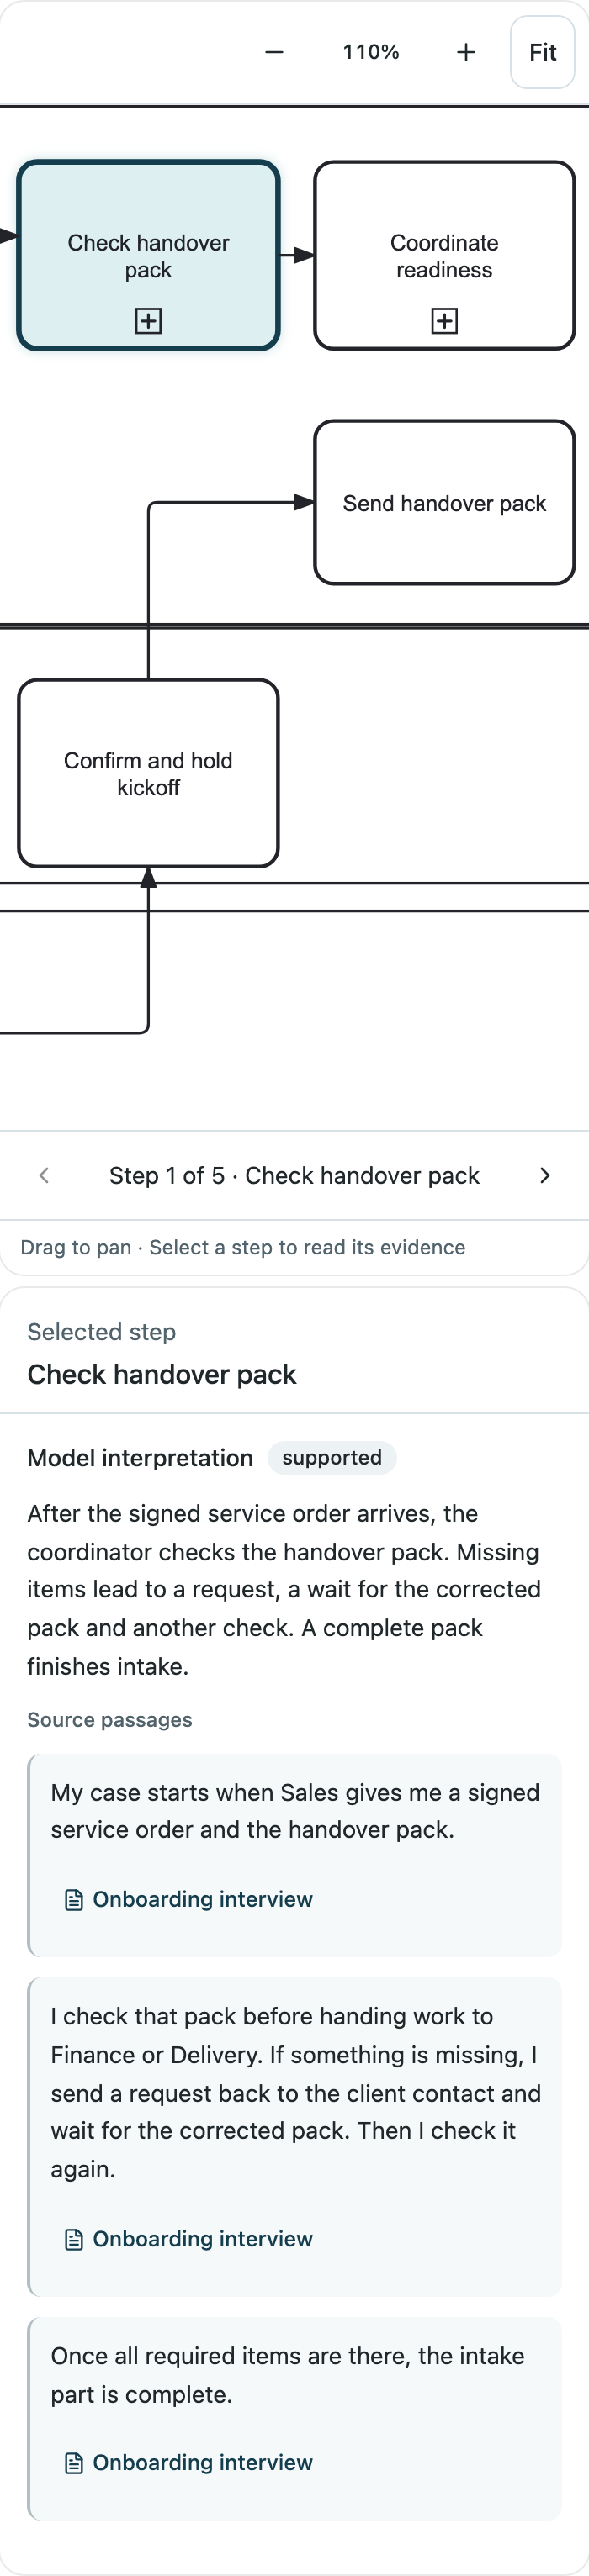 − 110% + Fit
Check handover
pack
Coordinate
readiness
Send handover pack
Confirm and hold
kickoff
Step 1 of 5 · Check handover pack
Drag to pan · Select a step to read its evidence
Selected step
Check handover pack
Model interpretation supported
After the signed service order arrives, the
coordinator checks the handover pack. Missing
items lead to a request, a wait for the corrected
pack and another check. A complete pack
finishes intake.
Source passages
My case starts when Sales gives me a signed
service order and the handover pack.
Onboarding interview
I check that pack before handing work to
Finance or Delivery. If something is missing, I
send a request back to the client contact and
wait for the corrected pack. Then I check it
again.
Onboarding interview
Once all required items are there, the intake
part is complete.
Onboarding interview